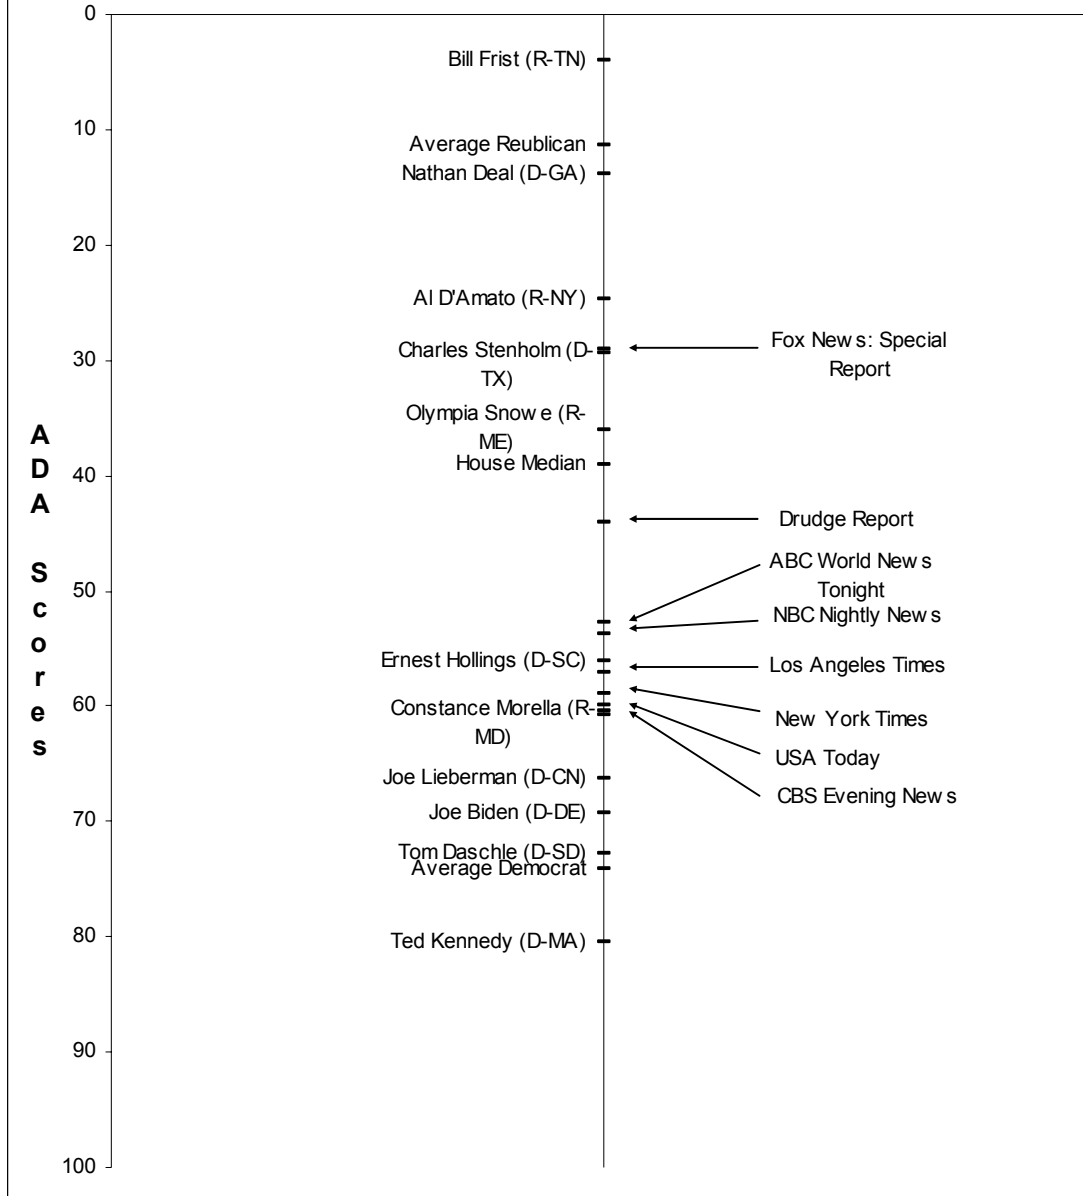 0
Bill Frist (R-TN)
10
Average Reublican
Nathan Deal (D-GA)
20
Al D'Amato (R-NY)
Fox News: Special
Report
Charles Stenholm (D-
TX)
30
Olympia Snowe (R-
ME)
House Median
40
Drudge Report
ABC World News
Tonight
50
NBC Nightly News
Ernest Hollings (D-SC)
Los Angeles Times
60
Constance Morella (R-
MD)
New York Times
USA Today
Joe Lieberman (D-CN)
CBS Evening News
Joe Biden (D-DE)
70
Tom Daschle (D-SD)
Average Democrat
80
Ted Kennedy (D-MA)
90
100
ADA Scores